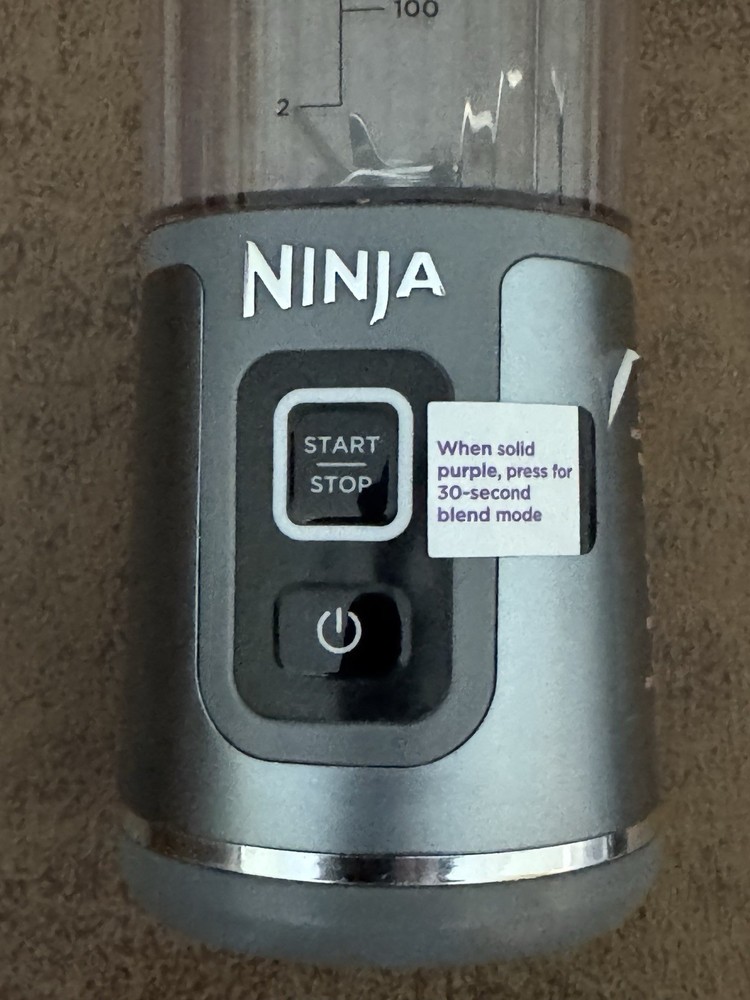 100
2
NINJA
START
STOP
When solid
purple, press for
30-second
blend mode